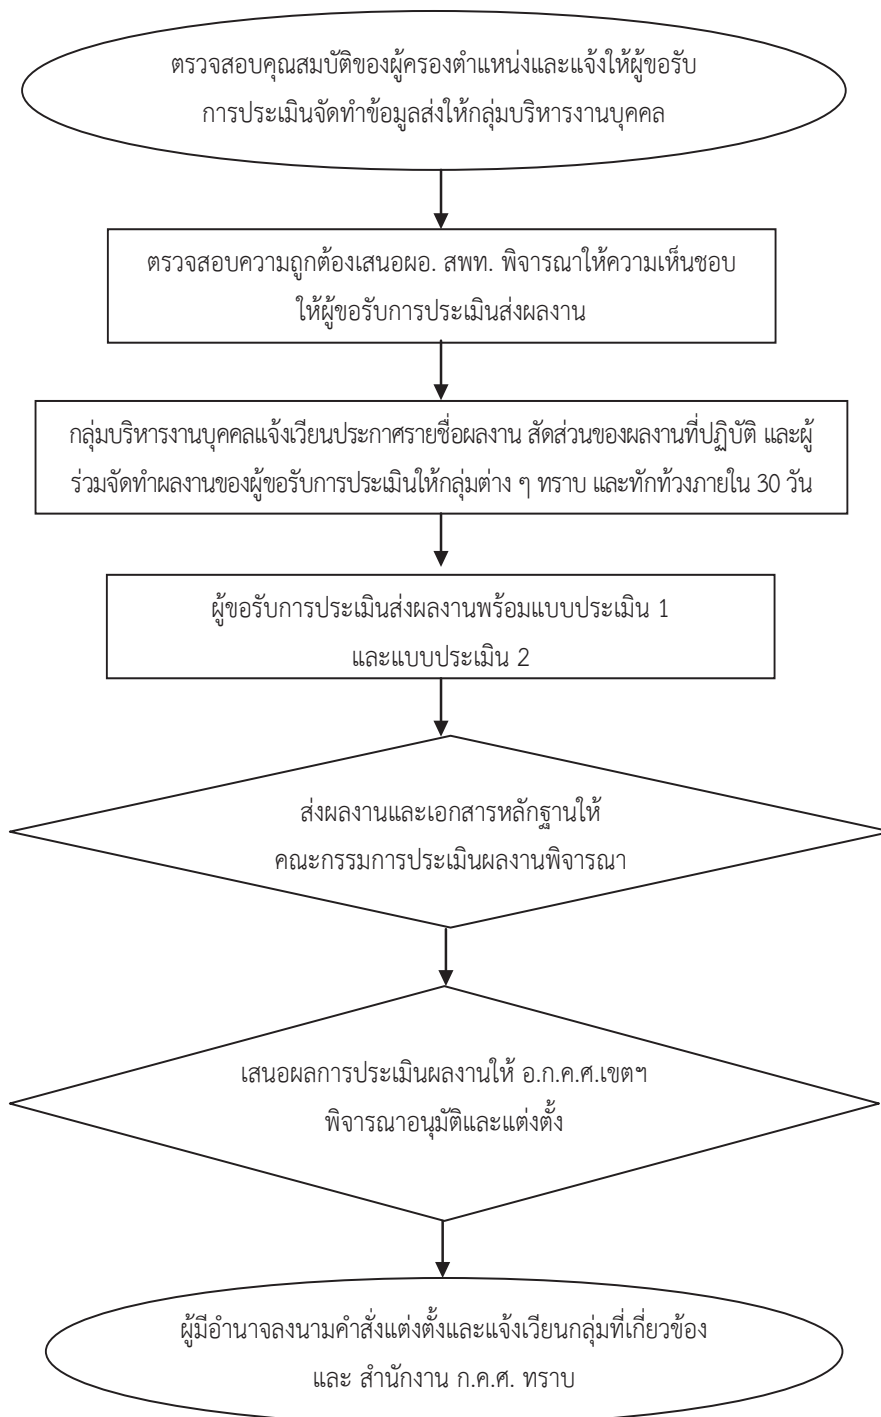 ตรวจสอบคุณสมบัติของผู้ครองตำแหน่งและแจ้งให้ผู้ขอรับ
การประเมินจัดทำข้อมูลส่งให้กลุ่มบริหารงานบุคคล
ตรวจสอบความถูกต้องเสนอผอ. สพท. พิจารณาให้ความเห็นชอบ
ให้ผู้ขอรับการประเมินส่งผลงาน
กลุ่มบริหารงานบุคคลแจ้งเวียนประกาศรายชื่อผลงาน สัดส่วนของผลงานที่ปฏิบัติ และผู้
ร่วมจัดทำผลงานของผู้ขอรับการประเมินให้กลุ่มต่าง ๆ ทราบ และทักท้วงภายใน 30 วัน
ผู้ขอรับการประเมินส่งผลงานพร้อมแบบประเมิน 1
และแบบประเมิน 2
ส่งผลงานและเอกสารหลักฐานให้
คณะกรรมการประเมินผลงานพิจารณา
เสนอผลการประเมินผลงานให้ อ.ก.ค.ศ.เขตฯ
พิจารณาอนุมัติและแต่งตั้ง
ผู้มีอำนาจลงนามคำสั่งแต่งตั้งและแจ้งเวียนกลุ่มที่เกี่ยวข้อง
และ สำนักงาน ก.ค.ศ. ทราบ